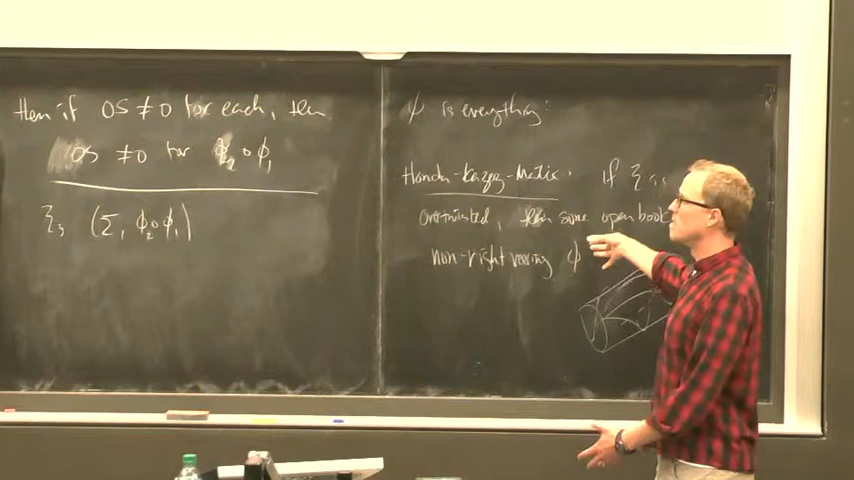 then if OS ≠ 0 for each, then
OS ≠ 0 for ϕ₂ ∘ ϕ₁
ξ; (Σ, ϕ₂∘ϕ₁)
ψ is everything:
Honda-Kazez-Matic. if ξ is
overtwisted, then some open book
non-right veering ϕ